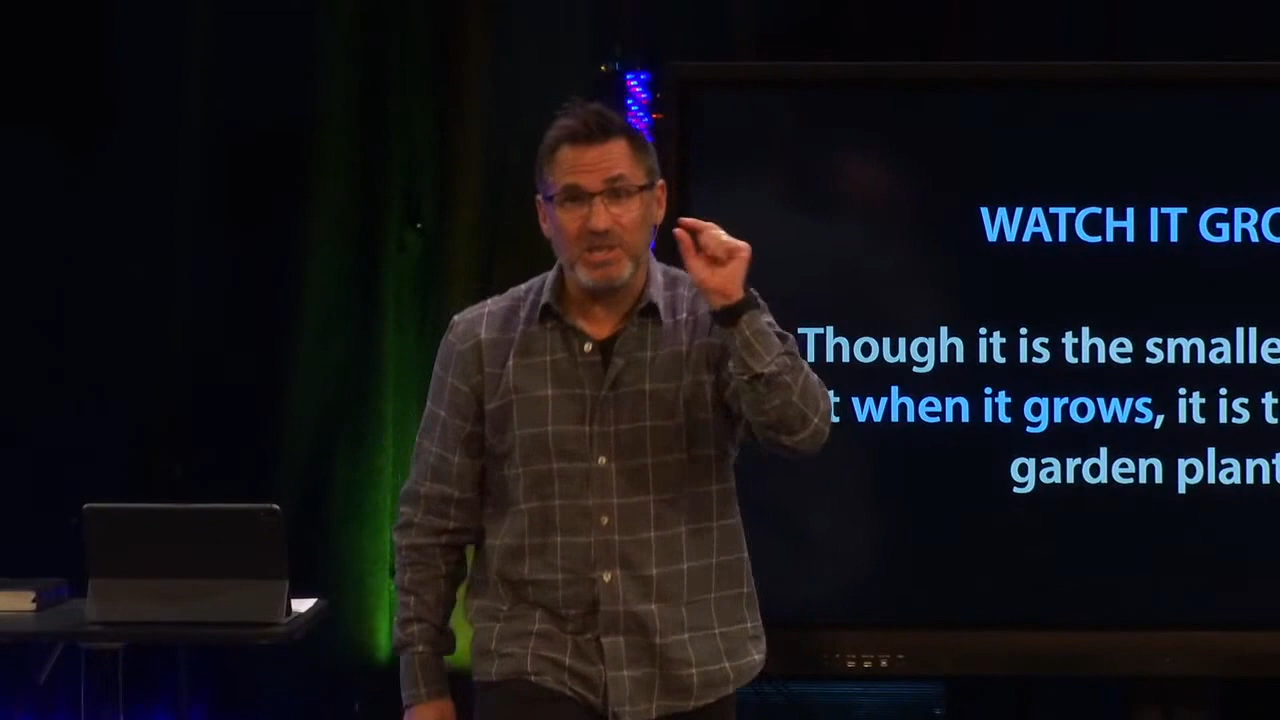 WATCH IT GRO
Though it is the smalle
t when it grows, it is t
garden plant